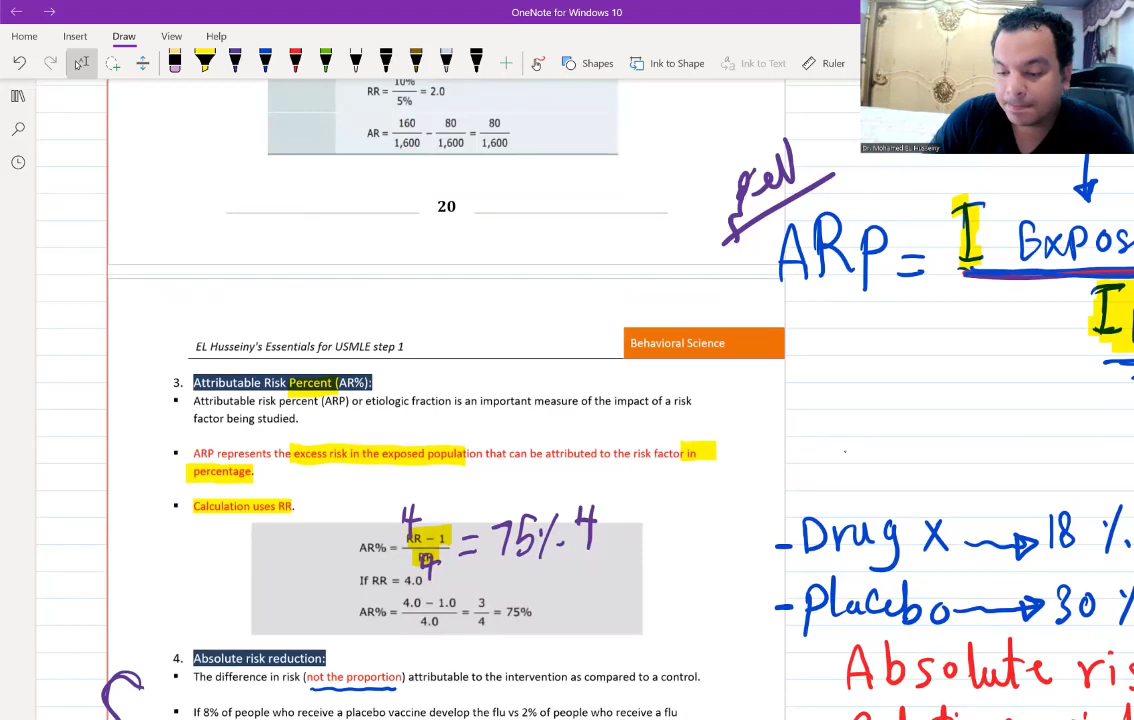 OneNote for Windows 10
Home Insert Draw View Help
Shapes Ink to Shape Ink to Text Ruler
Dr. Mohamed EL Husseiny
RR = 10% / 5% = 2.0
AR = 160 / 1,600 − 80 / 1,600 = 80 / 1,600
20
ARP = I Expos
I
EL Husseiny's Essentials for USMLE step 1
Behavioral Science
3. Attributable Risk Percent (AR%):
▪ Attributable risk percent (ARP) or etiologic fraction is an important measure of the impact of a risk
factor being studied.
▪ ARP represents the excess risk in the exposed population that can be attributed to the risk factor in
percentage.
▪ Calculation uses RR.
4
AR% = RR − 1 / RR = 75% 4
4
If RR = 4.0
AR% = 4.0 − 1.0 / 4.0 = 3 / 4 = 75%
- Drug X → 18 %
- Placebo → 30 %
4. Absolute risk reduction:
Absolute ris
▪ The difference in risk (not the proportion) attributable to the intervention as compared to a control.
▪ If 8% of people who receive a placebo vaccine develop the flu vs 2% of people who receive a flu